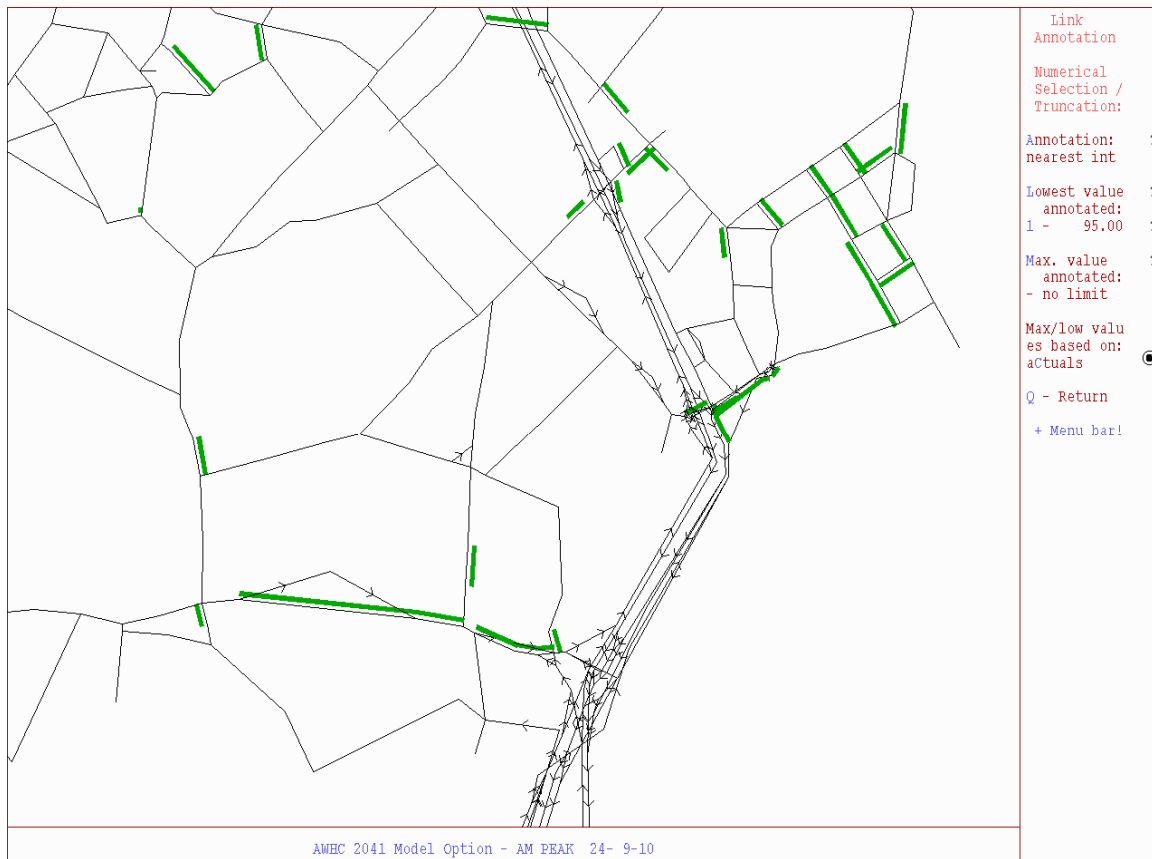 Link
Annotation
Numerical
Selection /
Truncation:
Annotation: ?
nearest int
Lowest value ?
annotated:
1 - 95.00 ?
Max. value ?
annotated:
- no limit
Max/low valu
es based on:
aCtuals
Q - Return
+ Menu bar!
AWHC 2041 Model Option - AM PEAK 24- 9-10